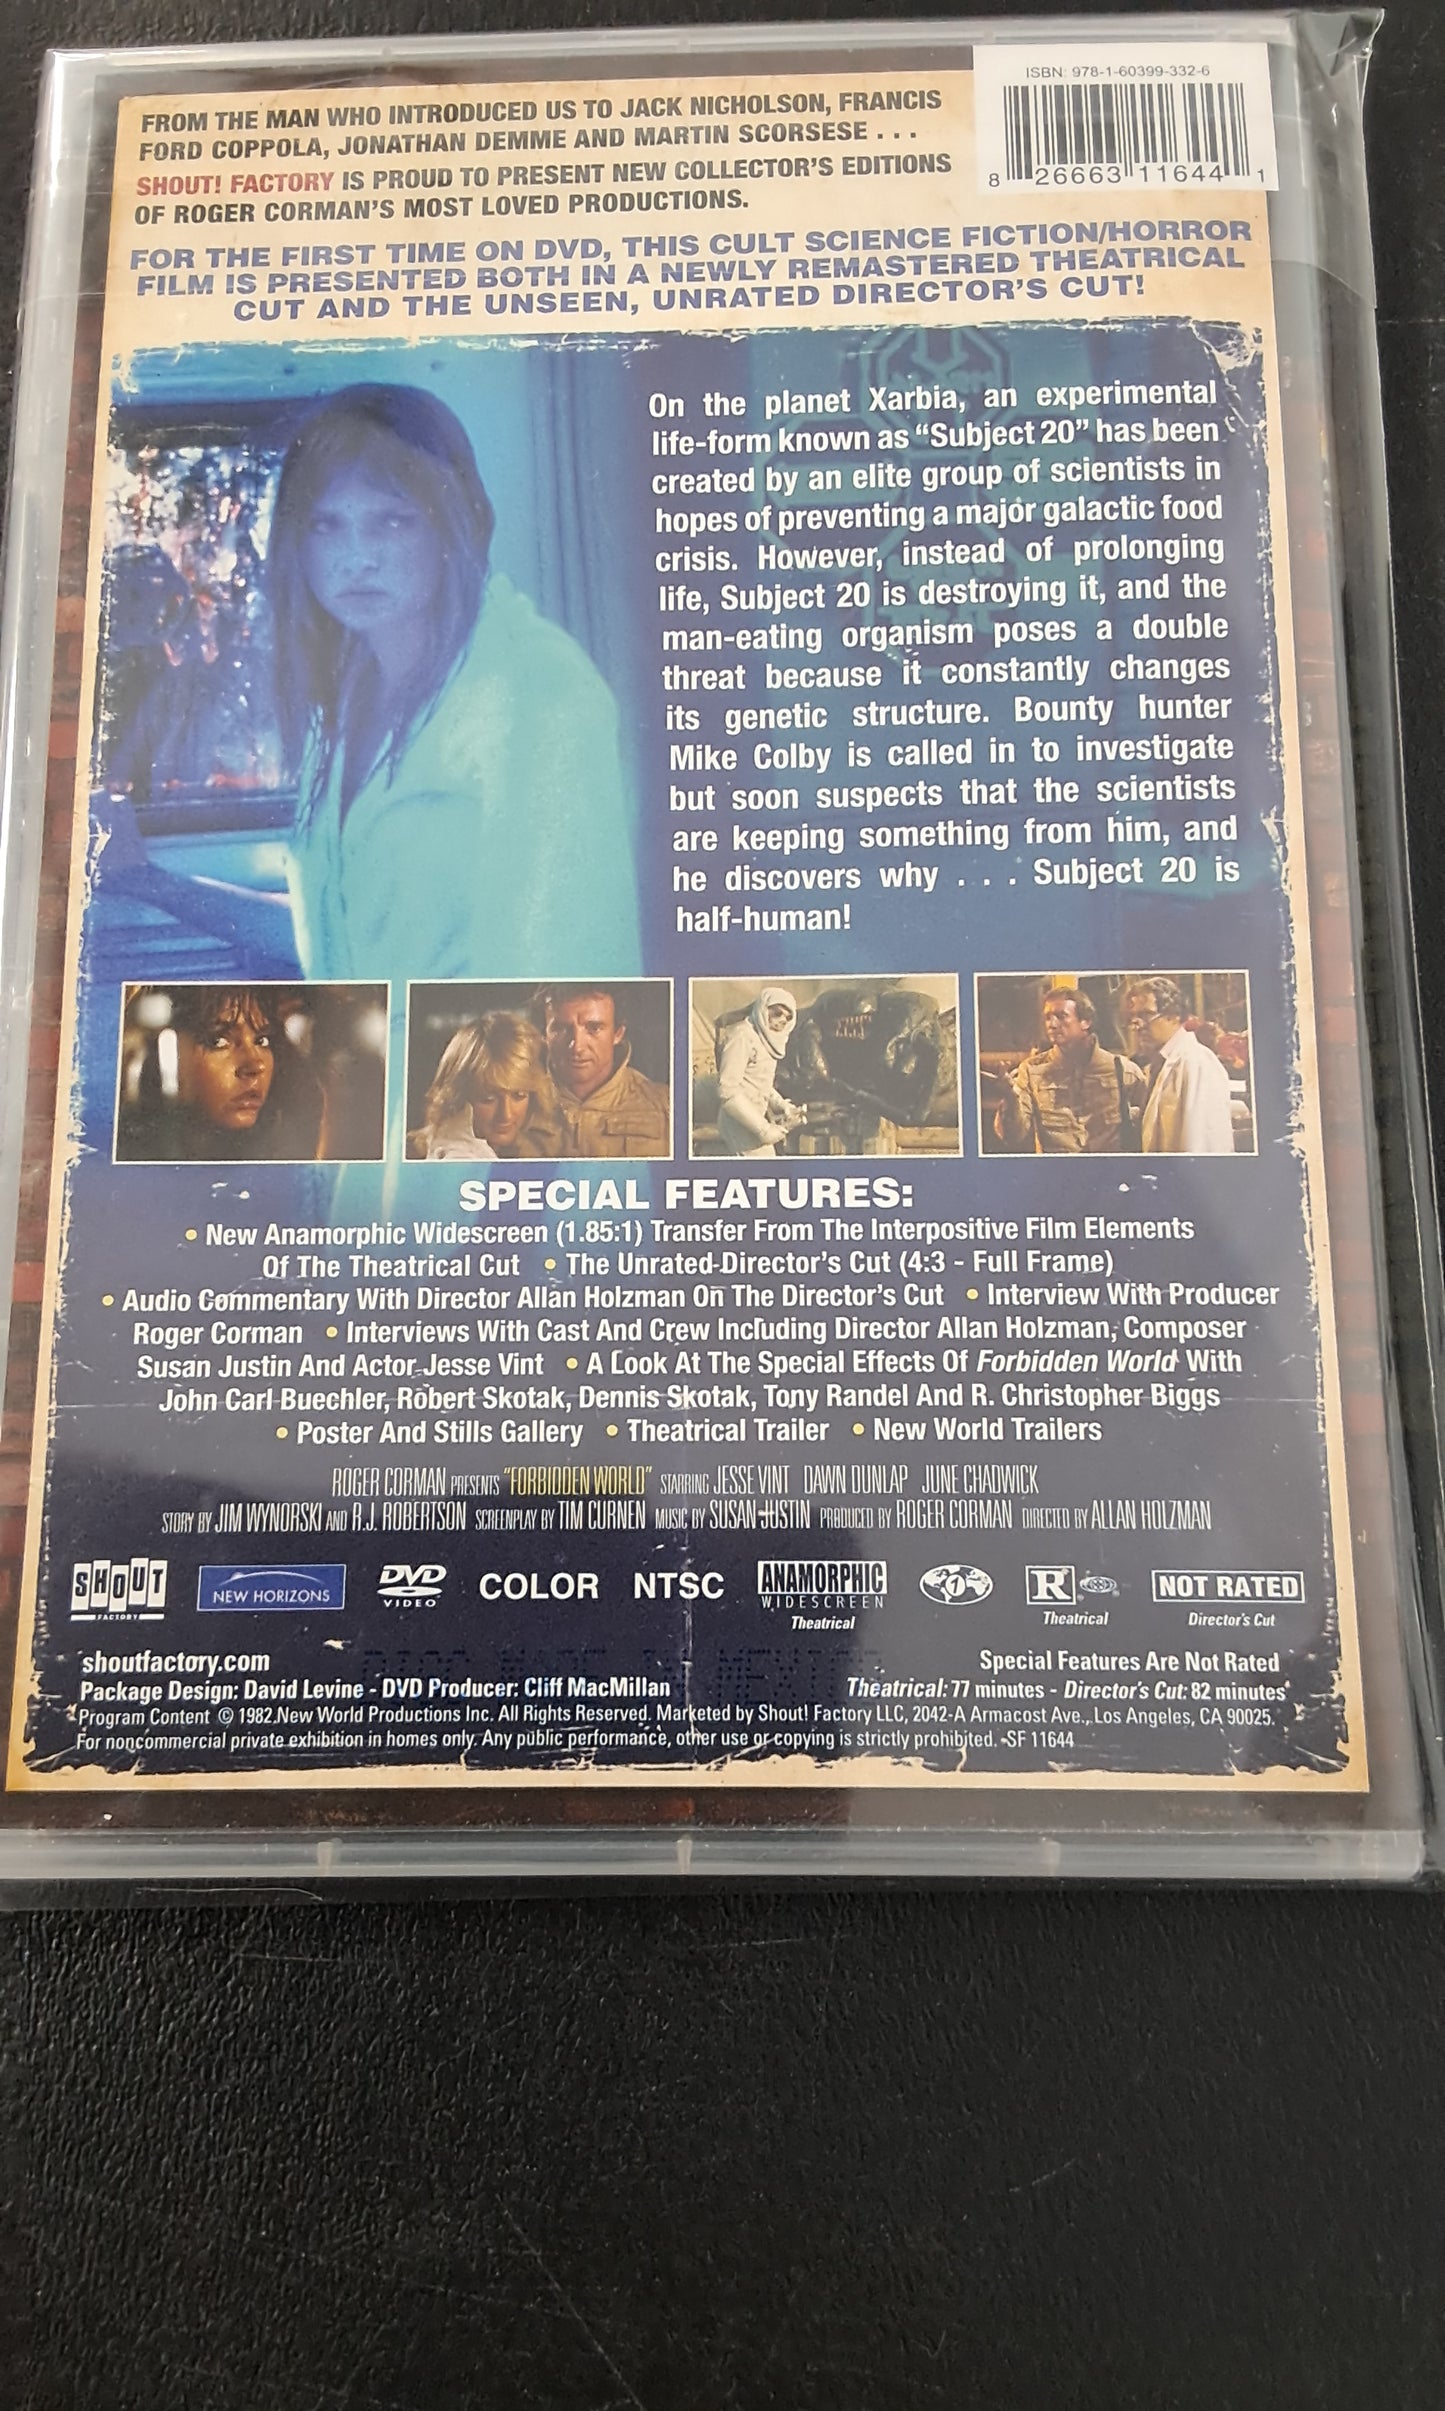 ISBN: 978-1-60399-332-6
8 26663 11644 1
FROM THE MAN WHO INTRODUCED US TO JACK NICHOLSON, FRANCIS
FORD COPPOLA, JONATHAN DEMME AND MARTIN SCORSESE . . .
SHOUT! FACTORY IS PROUD TO PRESENT NEW COLLECTOR'S EDITIONS
OF ROGER CORMAN'S MOST LOVED PRODUCTIONS.
FOR THE FIRST TIME ON DVD, THIS CULT SCIENCE FICTION/HORROR
FILM IS PRESENTED BOTH IN A NEWLY REMASTERED THEATRICAL
CUT AND THE UNSEEN, UNRATED DIRECTOR'S CUT!
On the planet Xarbia, an experimental
life-form known as “Subject 20” has been
created by an elite group of scientists in
hopes of preventing a major galactic food
crisis. However, instead of prolonging
life, Subject 20 is destroying it, and the
man-eating organism poses a double
threat because it constantly changes
its genetic structure. Bounty hunter
Mike Colby is called in to investigate
but soon suspects that the scientists
are keeping something from him, and
he discovers why . . . Subject 20 is
half-human!
SPECIAL FEATURES:
• New Anamorphic Widescreen (1.85:1) Transfer From The Interpositive Film Elements
Of The Theatrical Cut • The Unrated Director's Cut (4:3 - Full Frame)
• Audio Commentary With Director Allan Holzman On The Director's Cut • Interview With Producer
Roger Corman • Interviews With Cast And Crew Including Director Allan Holzman, Composer
Susan Justin And Actor Jesse Vint • A Look At The Special Effects Of Forbidden World With
John Carl Buechler, Robert Skotak, Dennis Skotak, Tony Randel And R. Christopher Biggs
• Poster And Stills Gallery • Theatrical Trailer • New World Trailers
ROGER CORMAN PRESENTS "FORBIDDEN WORLD" STARRING JESSE VINT DAWN DUNLAP JUNE CHADWICK
STORY BY JIM WYNORSKI AND R.J. ROBERTSON SCREENPLAY BY TIM CURNEN MUSIC BY SUSAN JUSTIN PRODUCED BY ROGER CORMAN DIRECTED BY ALLAN HOLZMAN
SHOUT FACTORY NEW HORIZONS DVD VIDEO COLOR NTSC ANAMORPHIC WIDESCREEN 1 R NOT RATED
Theatrical Theatrical Director's Cut
shoutfactory.com Special Features Are Not Rated
Package Design: David Levine - DVD Producer: Cliff MacMillan Theatrical: 77 minutes - Director's Cut: 82 minutes
Program Content © 1982 New World Productions Inc. All Rights Reserved. Marketed by Shout! Factory LLC, 2042-A Armacost Ave., Los Angeles, CA 90025.
For noncommercial private exhibition in homes only. Any public performance, other use or copying is strictly prohibited. SF 11644